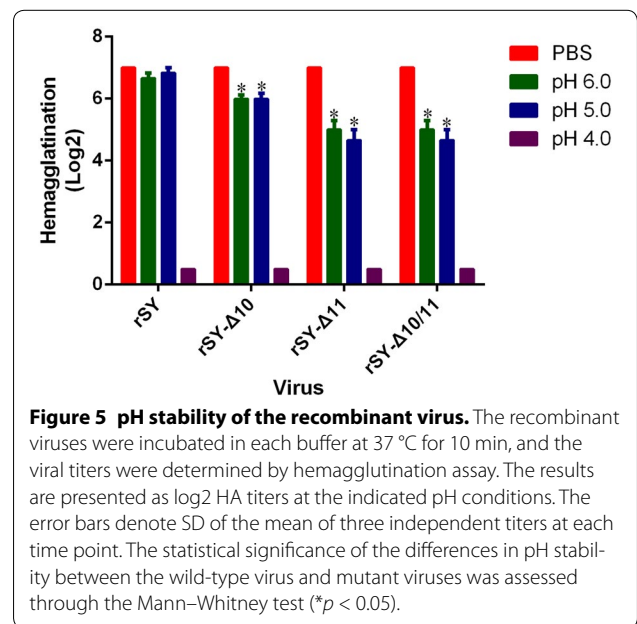 8
6
4
2
0
Hemagglatination
(Log2)
* *
* *
* *
PBS
pH 6.0
pH 5.0
pH 4.0
rSY
rSY-Δ10
rSY-Δ11
rSY-Δ10/11
Virus
Figure 5 pH stability of the recombinant virus. The recombinant
viruses were incubated in each buffer at 37 °C for 10 min, and the
viral titers were determined by hemagglutination assay. The results
are presented as log2 HA titers at the indicated pH conditions. The
error bars denote SD of the mean of three independent titers at each
time point. The statistical significance of the differences in pH stabil-
ity between the wild-type virus and mutant viruses was assessed
through the Mann–Whitney test (*p < 0.05).